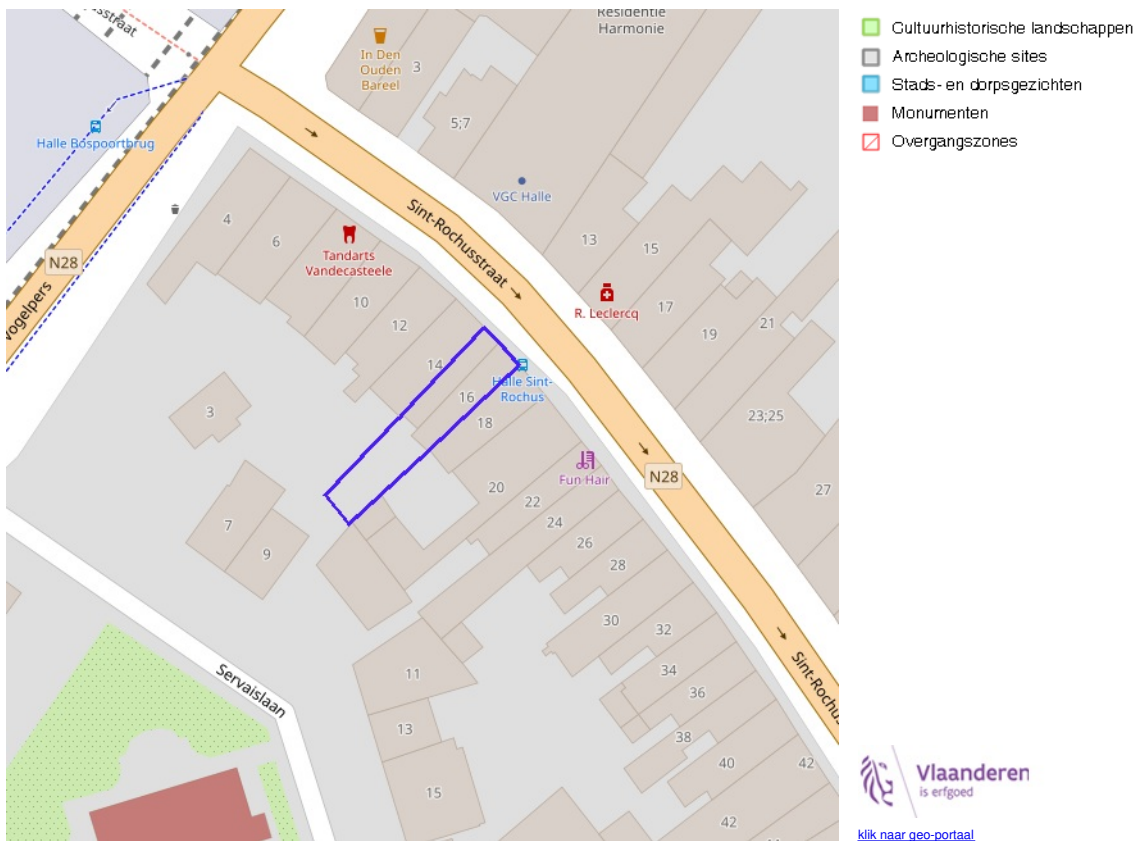 usstraat
Residentie
Harmonie
In Den
Ouden
Bareel
3
5;7
Halle Bospoortbrug
VGC Halle
4
6
Tandarts
Vandecasteele
Sint-Rochusstraat
13
15
N28
Vogelpers
10
12
R. Leclercq
17
19
21
14
16
Halle Sint-
Rochus
18
3
23;25
Fun Hair
N28
20
22
24
26
28
27
7
9
30
32
34
36
38
40
42
42
11
13
15
Servaislaan
Sint-Rochus
Cultuurhistorische landschappen
Archeologische sites
Stads- en dorpsgezichten
Monumenten
Overgangszones
Vlaanderen
is erfgoed
klik naar geo-portaal